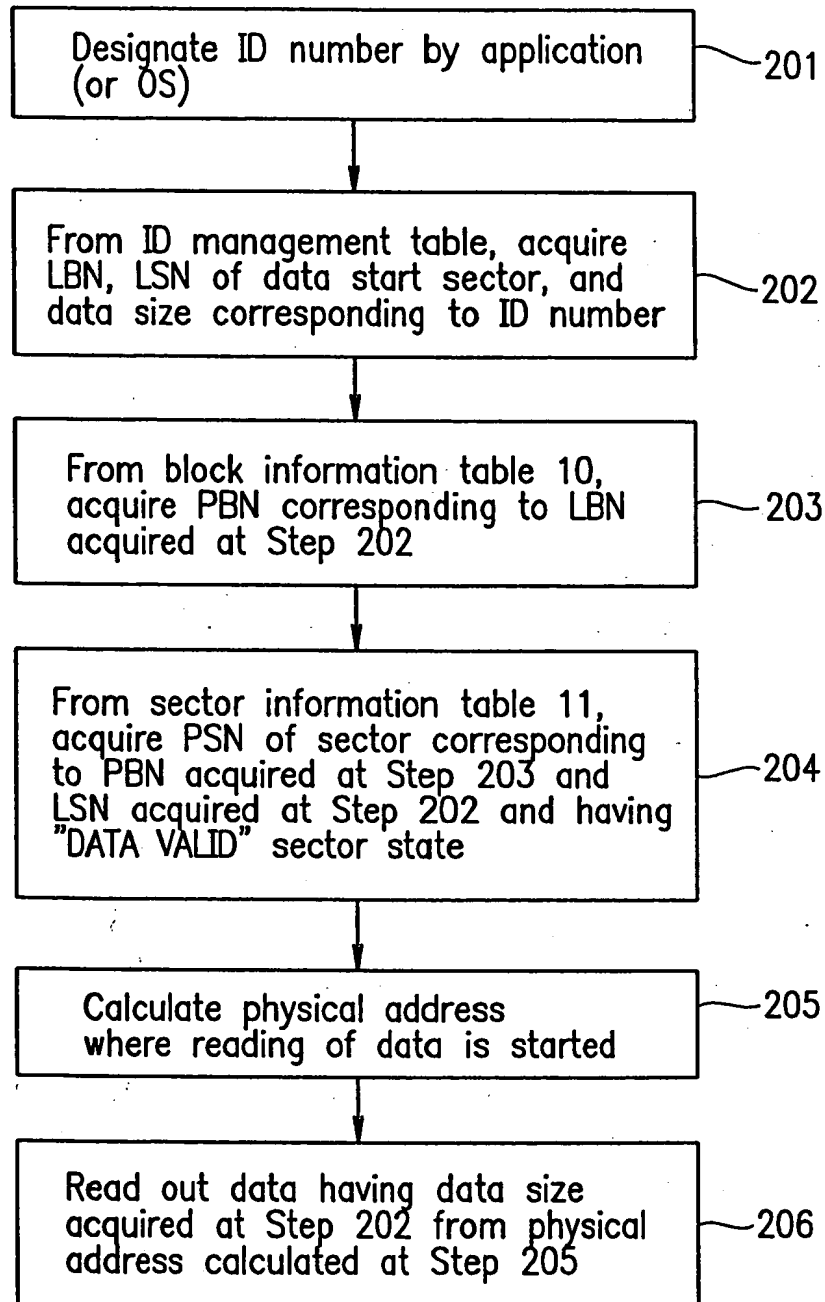 Designate ID number by application
(or OS)
201
From ID management table, acquire
LBN, LSN of data start sector, and
data size corresponding to ID number
202
From block information table 10,
acquire PBN corresponding to LBN
acquired at Step 202
203
From sector information table 11,
acquire PSN of sector corresponding
to PBN acquired at Step 203 and
LSN acquired at Step 202 and having
"DATA VALID" sector state
204
Calculate physical address
where reading of data is started
205
Read out data having data size
acquired at Step 202 from physical
address calculated at Step 205
206